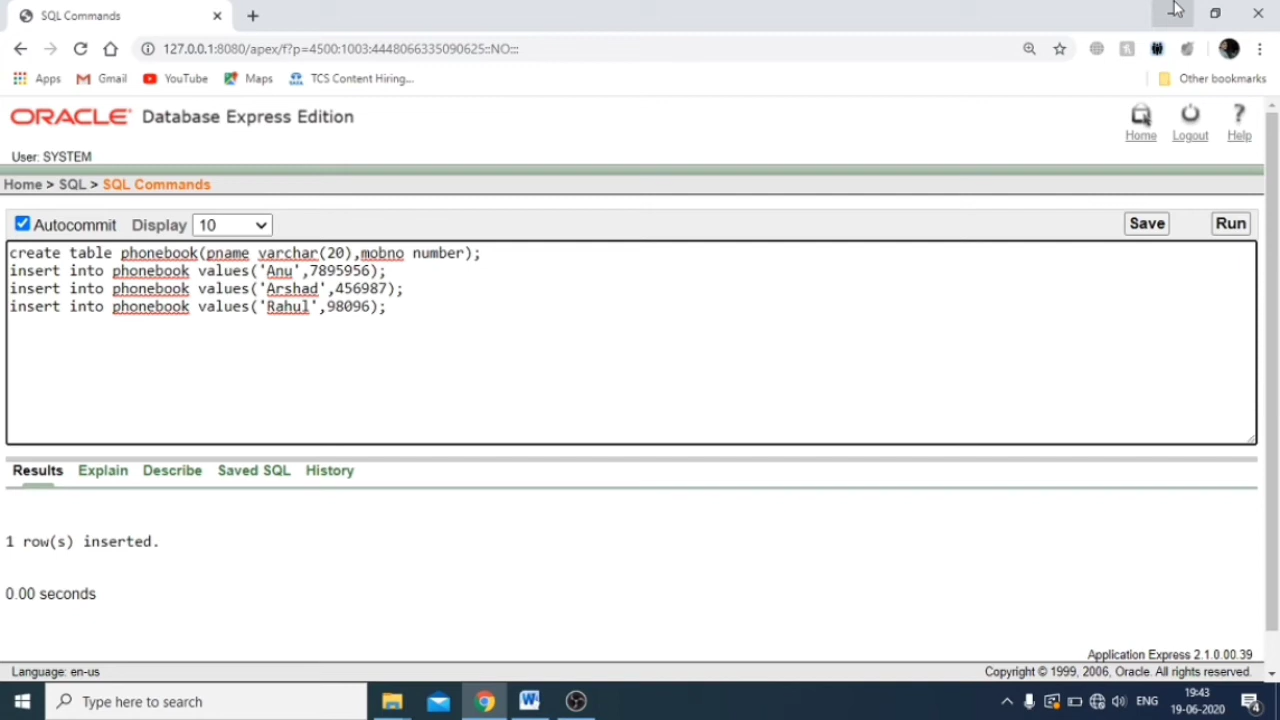 SQL Commands
127.0.0.1:8080/apex/f?p=4500:1003:4448066335090625::NO:::
Apps Gmail YouTube Maps TCS Content Hiring... Other bookmarks
ORACLE Database Express Edition
Home Logout Help
User: SYSTEM
Home > SQL > SQL Commands
Autocommit Display 10 Save Run
create table phonebook(pname varchar(20),mobno number);
insert into phonebook values('Anu',7895956);
insert into phonebook values('Arshad',456987);
insert into phonebook values('Rahul',98096);
Results Explain Describe Saved SQL History
1 row(s) inserted.
0.00 seconds
Application Express 2.1.0.00.39
Language: en-us Copyright © 1999, 2006, Oracle. All rights reserved.
Type here to search
ENG
19:43
19-06-2020
4